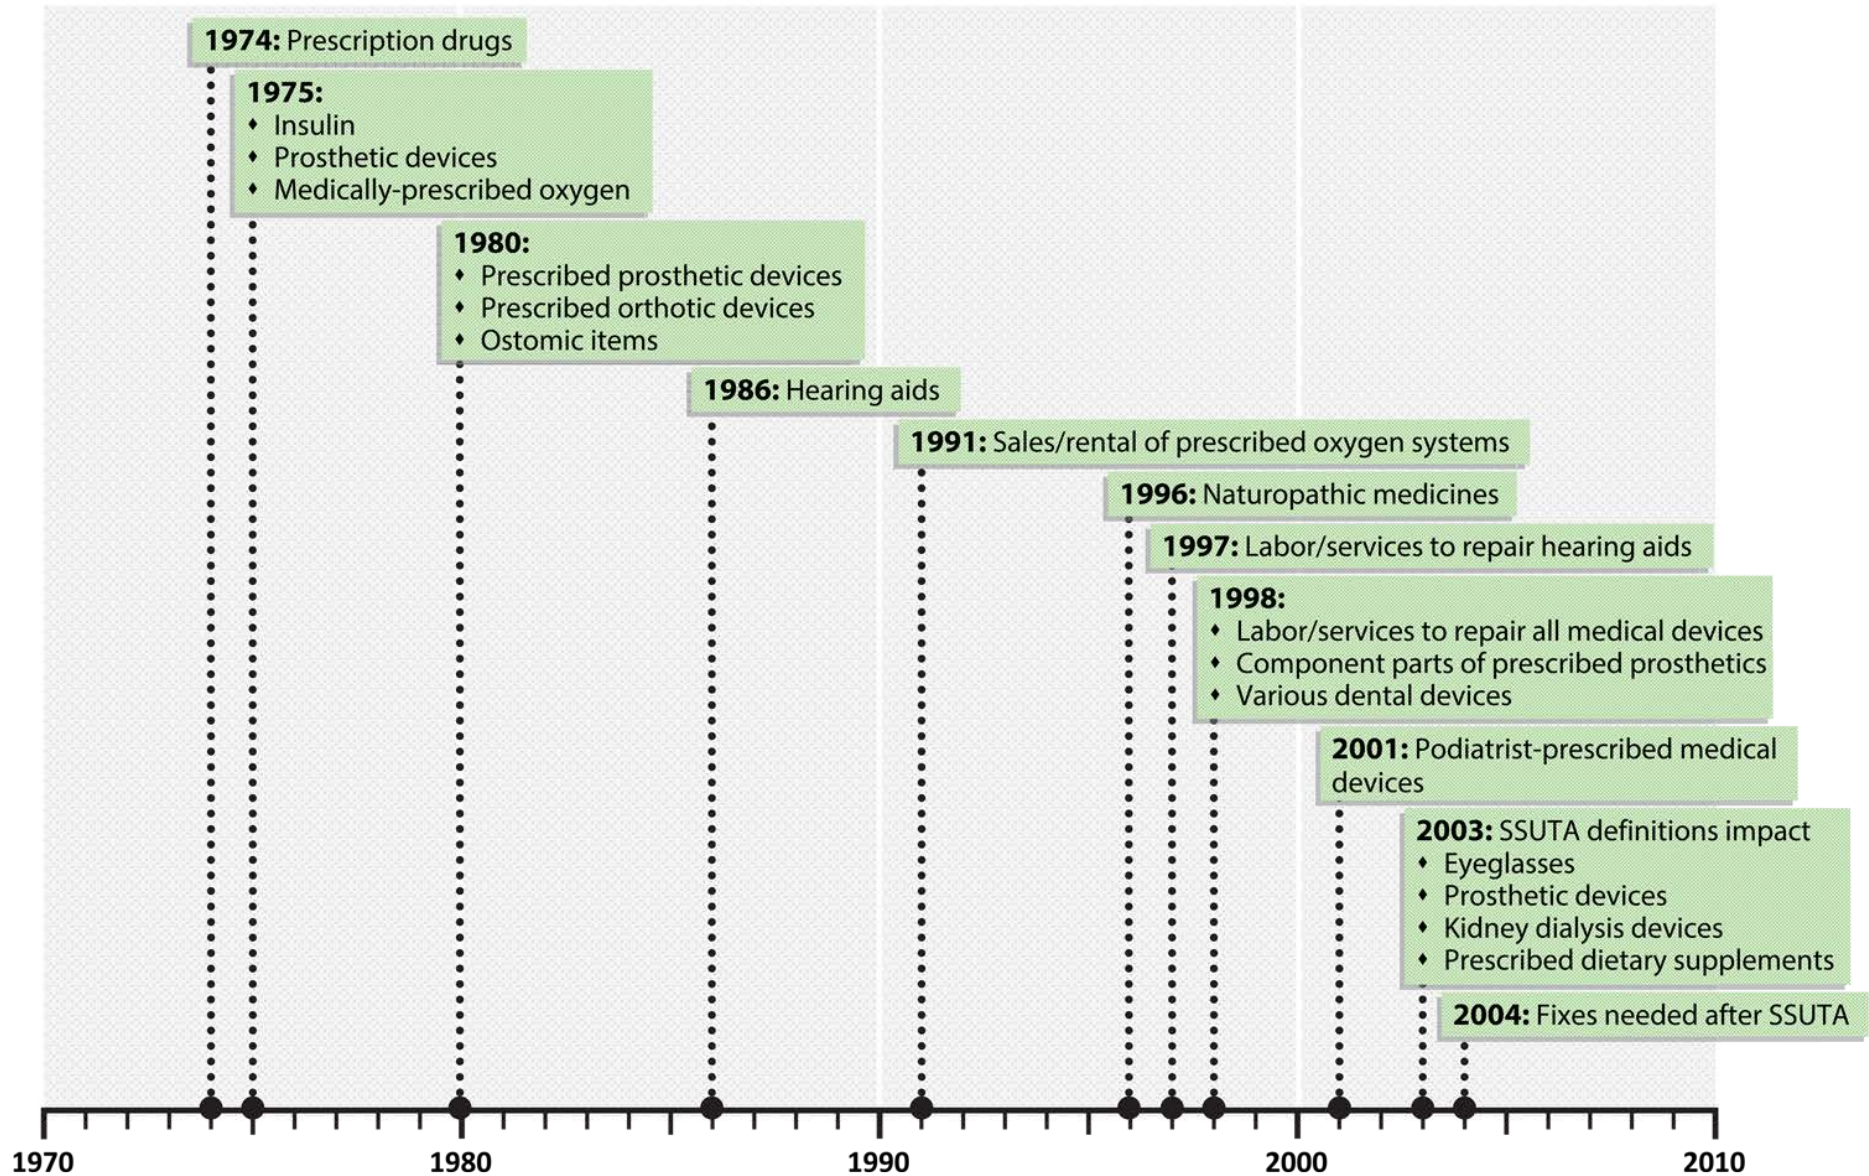 1974: Prescription drugs
1975:
♦ Insulin
♦ Prosthetic devices
♦ Medically-prescribed oxygen
1980:
♦ Prescribed prosthetic devices
♦ Prescribed orthotic devices
♦ Ostomic items
1986: Hearing aids
1991: Sales/rental of prescribed oxygen systems
1996: Naturopathic medicines
1997: Labor/services to repair hearing aids
1998:
♦ Labor/services to repair all medical devices
♦ Component parts of prescribed prosthetics
♦ Various dental devices
2001: Podiatrist-prescribed medical
devices
2003: SSUTA definitions impact
♦ Eyeglasses
♦ Prosthetic devices
♦ Kidney dialysis devices
♦ Prescribed dietary supplements
2004: Fixes needed after SSUTA
1970 1980 1990 2000 2010